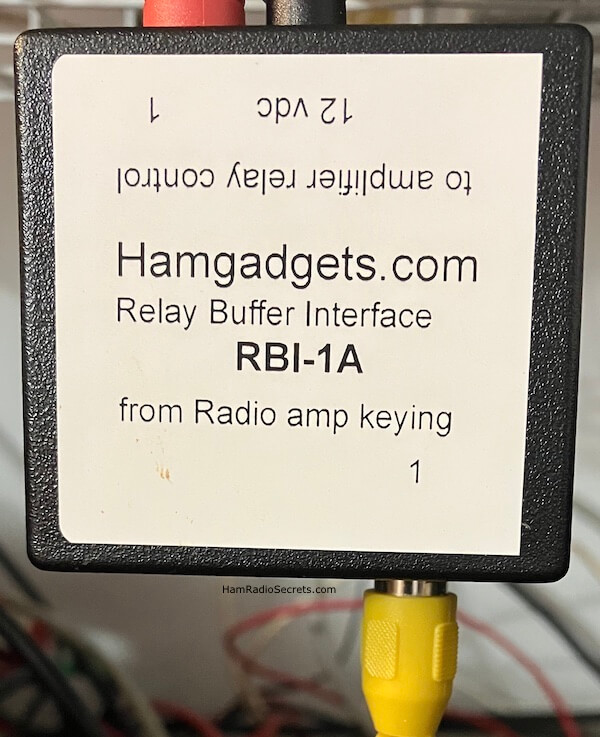 12 vdc 1
to amplifier relay control
Hamgadgets.com
Relay Buffer Interface
RBI-1A
from Radio amp keying
1
HamRadioSecrets.com